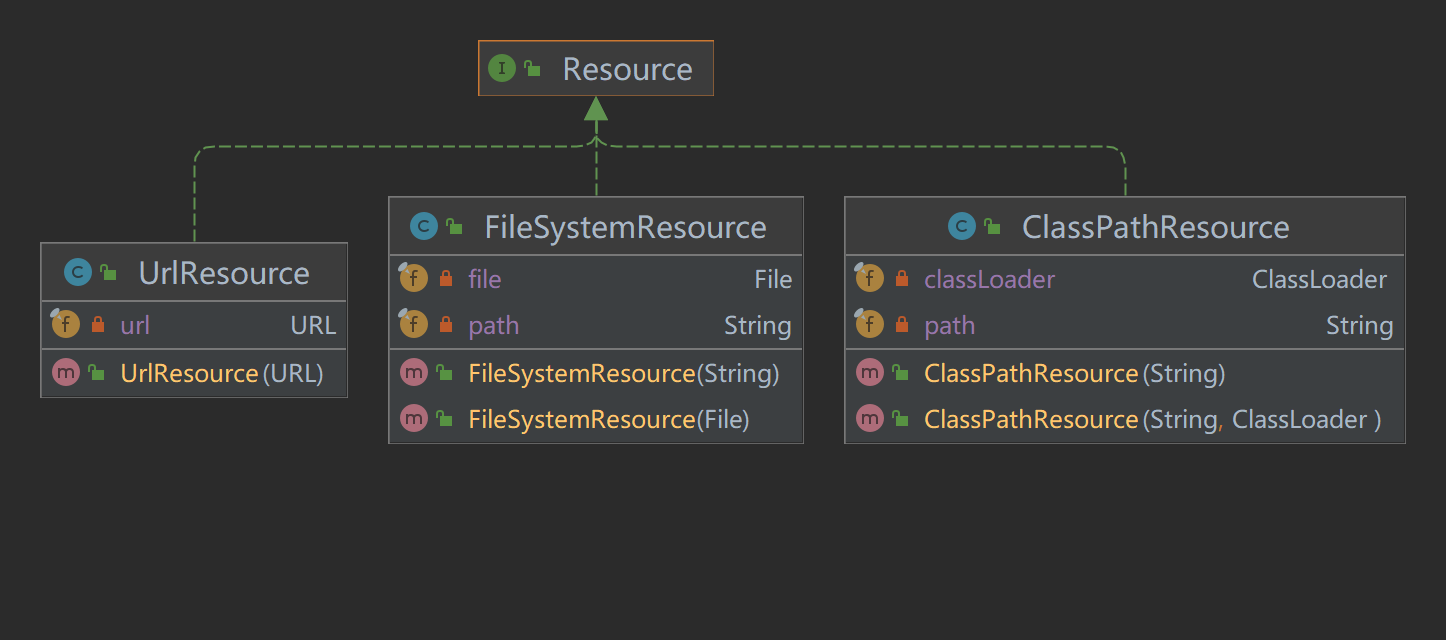 Resource
UrlResource
url URL
UrlResource(URL)
FileSystemResource
file File
path String
FileSystemResource(String)
FileSystemResource(File)
ClassPathResource
classLoader ClassLoader
path String
ClassPathResource(String)
ClassPathResource(String, ClassLoader )